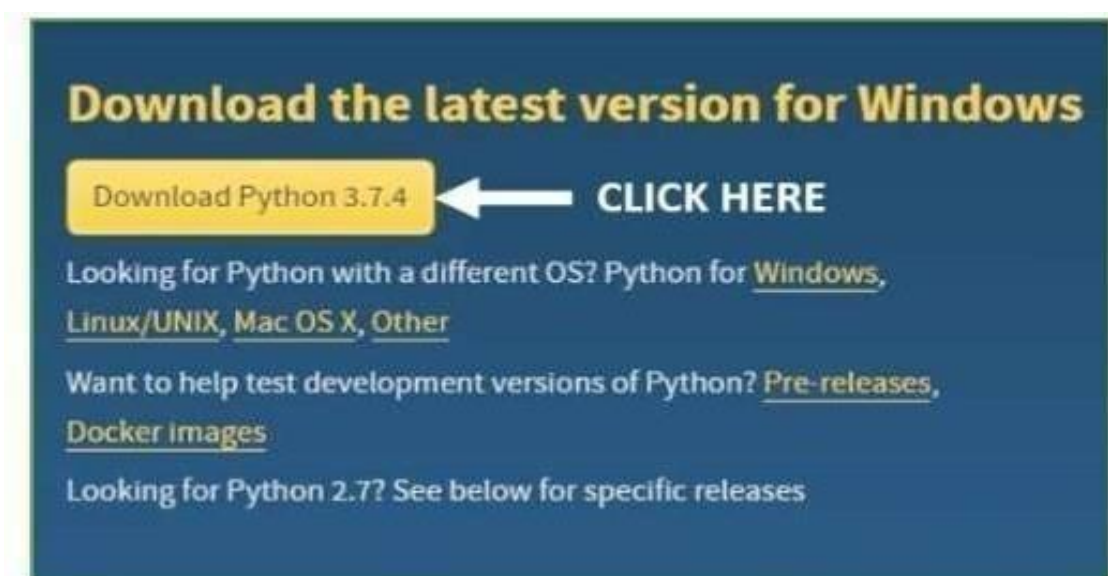 Download the latest version for Windows
Download Python 3.7.4 CLICK HERE
Looking for Python with a different OS? Python for Windows,
Linux/UNIX, Mac OS X, Other
Want to help test development versions of Python? Pre-releases,
Docker images
Looking for Python 2.7? See below for specific releases